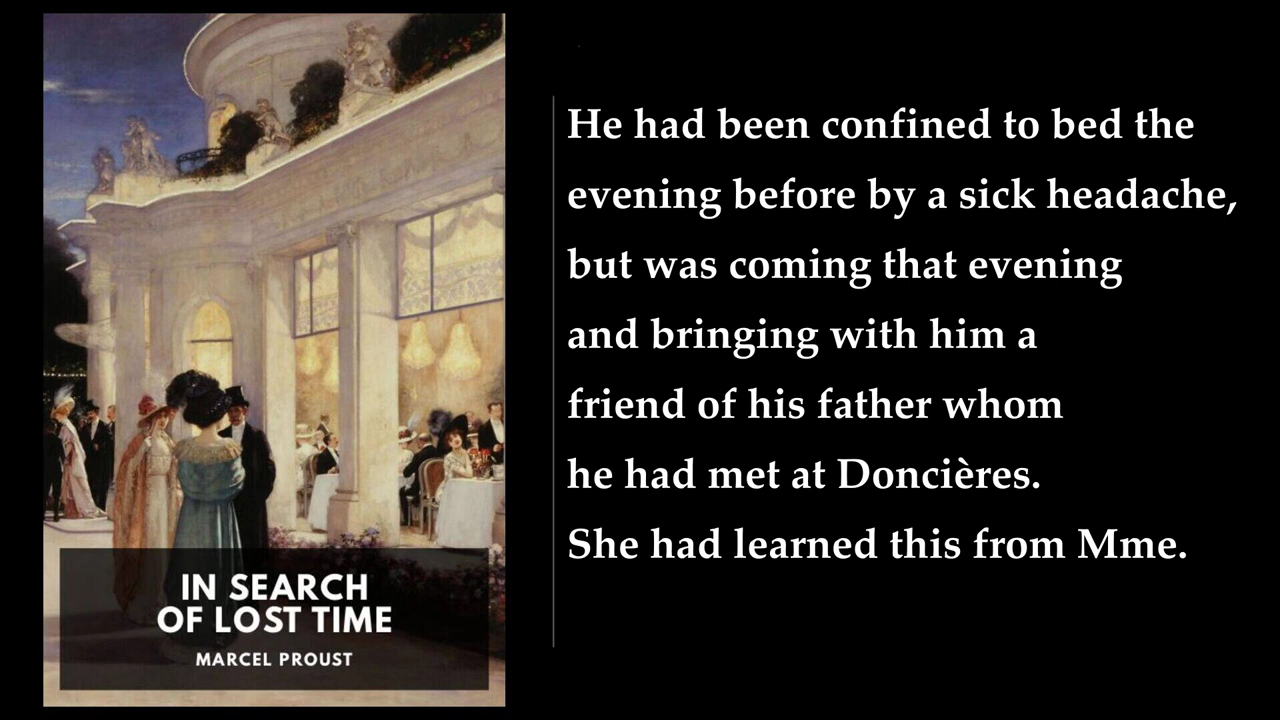 IN SEARCH
OF LOST TIME
MARCEL PROUST
He had been confined to bed the
evening before by a sick headache,
but was coming that evening
and bringing with him a
friend of his father whom
he had met at Doncières.
She had learned this from Mme.